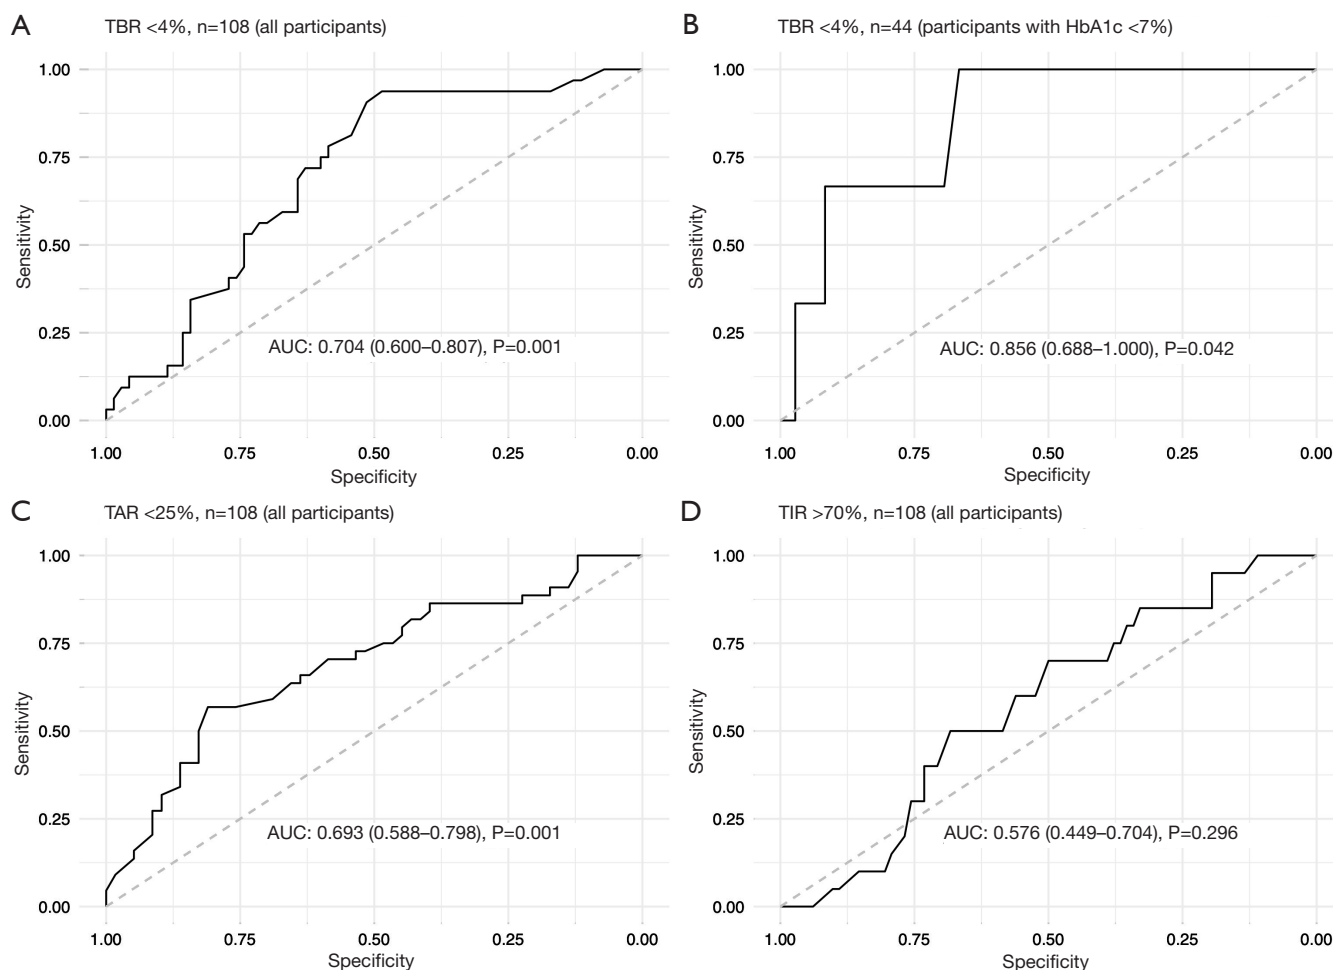 A
TBR <4%, n=108 (all participants)
1.00
0.75
0.50
0.25
0.00
Sensitivity
AUC: 0.704 (0.600–0.807), P=0.001
1.00 0.75 0.50 0.25 0.00
Specificity
B
TBR <4%, n=44 (participants with HbA1c <7%)
1.00
0.75
0.50
0.25
0.00
Sensitivity
AUC: 0.856 (0.688–1.000), P=0.042
1.00 0.75 0.50 0.25 0.00
Specificity
C
TAR <25%, n=108 (all participants)
1.00
0.75
0.50
0.25
0.00
Sensitivity
AUC: 0.693 (0.588–0.798), P=0.001
1.00 0.75 0.50 0.25 0.00
Specificity
D
TIR >70%, n=108 (all participants)
1.00
0.75
0.50
0.25
0.00
Sensitivity
AUC: 0.576 (0.449–0.704), P=0.296
1.00 0.75 0.50 0.25 0.00
Specificity